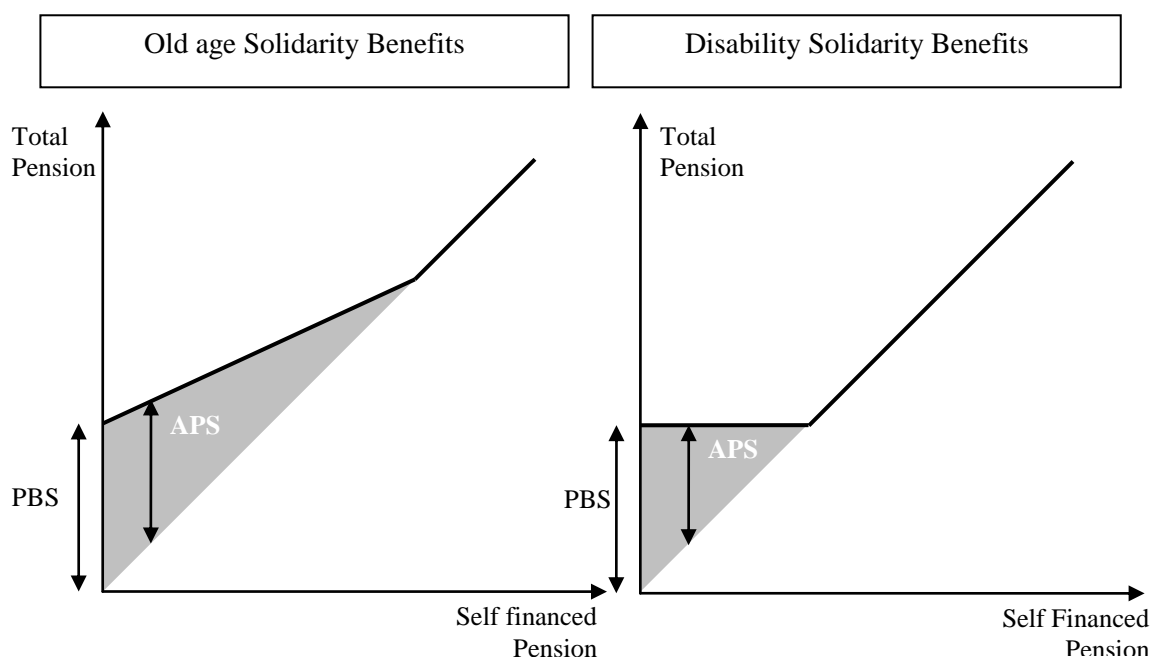 Old age Solidarity Benefits
Disability Solidarity Benefits
Total
Pension
APS
PBS
Self financed
Pension
Total
Pension
APS
PBS
Self Financed
Pension